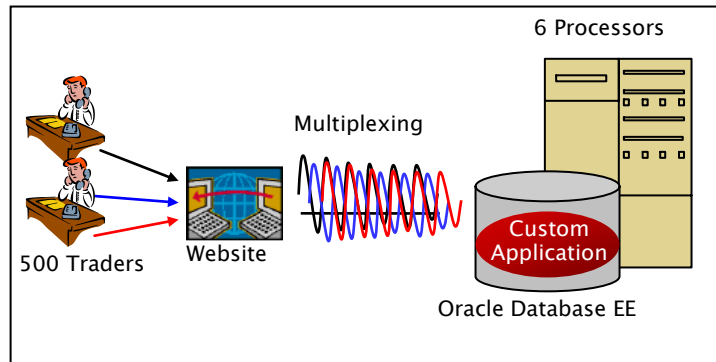 6 Processors
Multiplexing
500 Traders
Website
Custom
Application
Oracle Database EE